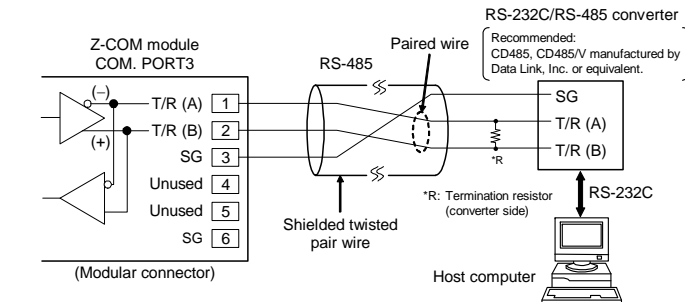 RS-232C/RS-485 converter
Recommended:
CD485, CD485/V manufactured by
Data Link, Inc. or equivalent.
Z-COM module
COM. PORT3
RS-485
Paired wire
(–)
(+)
T/R (A) 1
T/R (B) 2
SG 3
Unused 4
Unused 5
SG 6
(Modular connector)
Shielded twisted
pair wire
SG
T/R (A)
T/R (B)
*R
*R: Termination resistor
(converter side)
RS-232C
Host computer